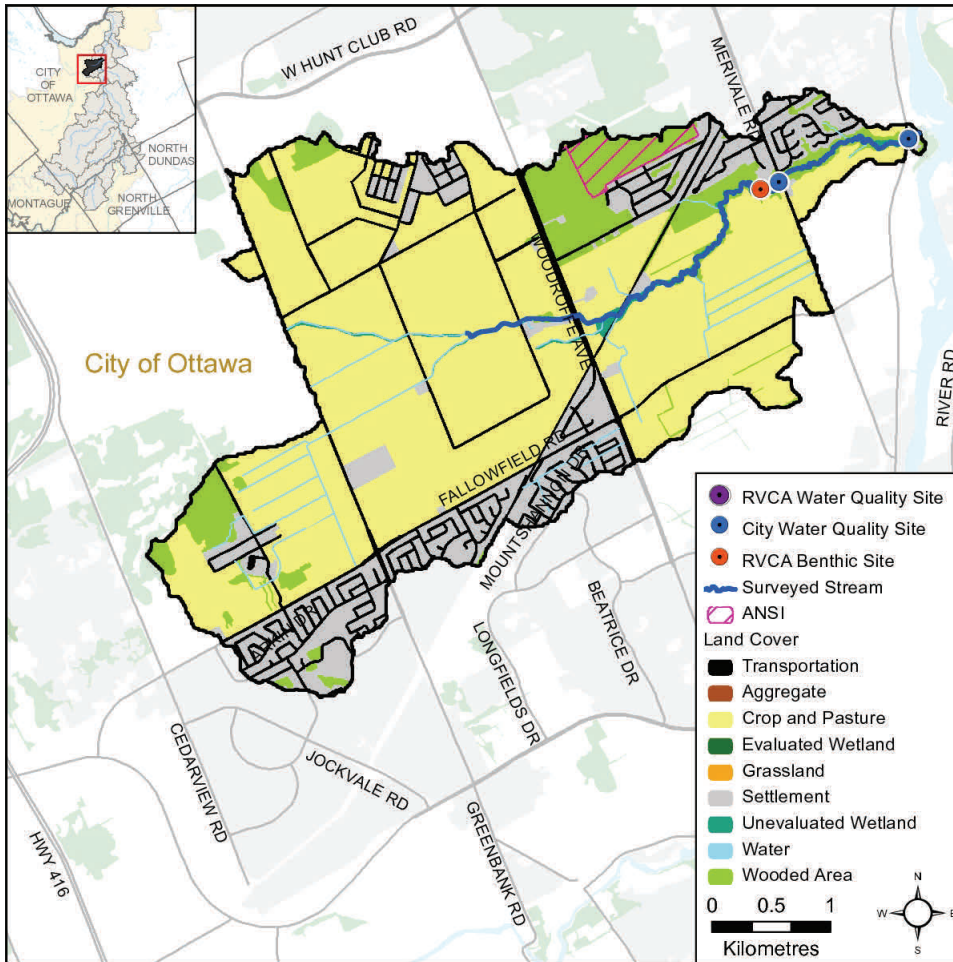 CITY
OF
OTTAWA
NORTH
DUNDAS
MONTAGUE
NORTH
GRENVILLE
W HUNT CLUB RD
MERIVALE RD
WOODROFFE AVE
City of Ottawa
RIVER RD
FALLOWFIELD RD
MOUTSHANNON DR
BEATRICE DR
LONGFIELDS DR
CEDARVIEW RD
JOCKVALE RD
GREENBANK RD
HWY 416
RVCA Water Quality Site
City Water Quality Site
RVCA Benthic Site
Surveyed Stream
ANSI
Land Cover
Transportation
Aggregate
Crop and Pasture
Evaluated Wetland
Grassland
Settlement
Unevaluated Wetland
Water
Wooded Area
0 0.5 1
Kilometres
N
W E
S